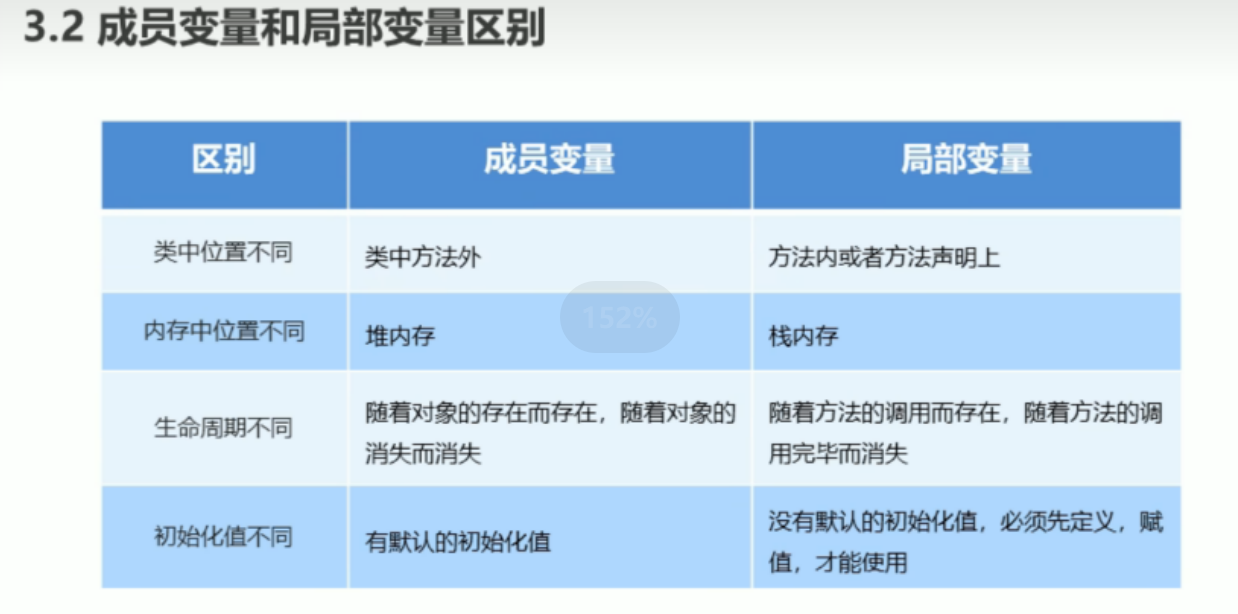 3.2 成员变量和局部变量区别
区别 成员变量 局部变量
类中位置不同 类中方法外 方法内或者方法声明上
152%
内存中位置不同 堆内存 栈内存
生命周期不同 随着对象的存在而存在，随着对象的 随着方法的调用而存在，随着方法的调
消失而消失 用完毕而消失
初始化值不同 有默认的初始化值 没有默认的初始化值，必须先定义，赋
值，才能使用